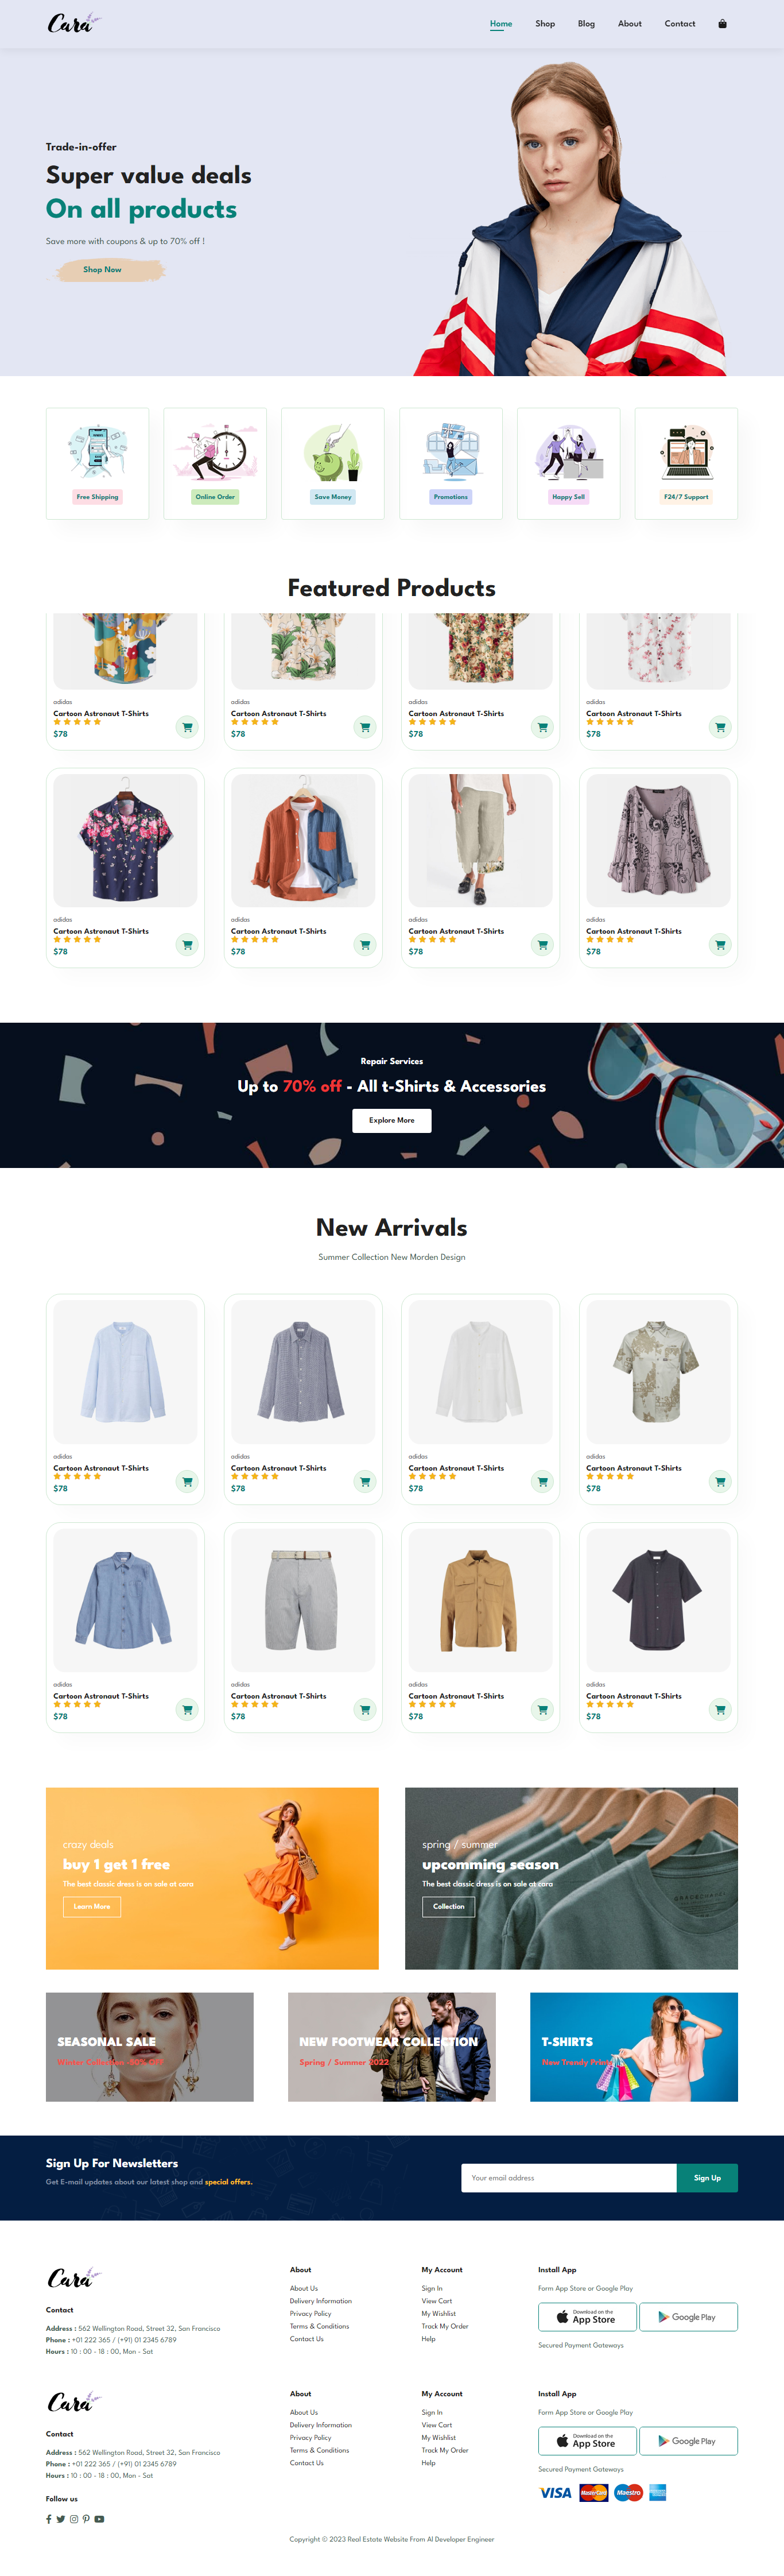 Cara
Home Shop Blog About Contact
Trade-in-offer
Super value deals
On all products
Save more with coupons & up to 70% off !
Shop Now
Free Shipping
Online Order
Save Money
Promotions
Happy Sell
F24/7 Support
Featured Products
adidas
Cartoon Astronaut T-Shirts
$78
adidas
Cartoon Astronaut T-Shirts
$78
adidas
Cartoon Astronaut T-Shirts
$78
adidas
Cartoon Astronaut T-Shirts
$78
adidas
Cartoon Astronaut T-Shirts
$78
adidas
Cartoon Astronaut T-Shirts
$78
adidas
Cartoon Astronaut T-Shirts
$78
adidas
Cartoon Astronaut T-Shirts
$78
Repair Services
Up to 70% off - All t-Shirts & Accessories
Explore More
New Arrivals
Summer Collection New Morden Design
adidas
Cartoon Astronaut T-Shirts
$78
adidas
Cartoon Astronaut T-Shirts
$78
adidas
Cartoon Astronaut T-Shirts
$78
adidas
Cartoon Astronaut T-Shirts
$78
adidas
Cartoon Astronaut T-Shirts
$78
adidas
Cartoon Astronaut T-Shirts
$78
adidas
Cartoon Astronaut T-Shirts
$78
adidas
Cartoon Astronaut T-Shirts
$78
crazy deals
buy 1 get 1 free
The best classic dress is on sale at cara
Learn More
spring / summer
upcomming season
The best classic dress is on sale at cara
Collection
SEASONAL SALE
Winter Collection -50% OFF
NEW FOOTWEAR COLLECTION
Spring / Summer 2022
T-SHIRTS
New Trendy Prints
Sign Up For Newsletters
Get E-mail updates about our latest shop and special offers.
Your email address
Sign Up
Cara
Contact
Address : 562 Wellington Road, Street 32, San Francisco
Phone : +01 222 365 / (+91) 01 2345 6789
Hours : 10 : 00 - 18 : 00, Mon - Sat
About
About Us
Delivery Information
Privacy Policy
Terms & Conditions
Contact Us
My Account
Sign In
View Cart
My Wishlist
Track My Order
Help
Install App
Form App Store or Google Play
Download on the
App Store
Google Play
Secured Payment Gateways
Cara
Contact
Address : 562 Wellington Road, Street 32, San Francisco
Phone : +01 222 365 / (+91) 01 2345 6789
Hours : 10 : 00 - 18 : 00, Mon - Sat
Follow us
About
About Us
Delivery Information
Privacy Policy
Terms & Conditions
Contact Us
My Account
Sign In
View Cart
My Wishlist
Track My Order
Help
Install App
Form App Store or Google Play
Download on the
App Store
Google Play
Secured Payment Gateways
VISA MasterCard Maestro
Copyright © 2023 Real Estate Website From AI Developer Engineer